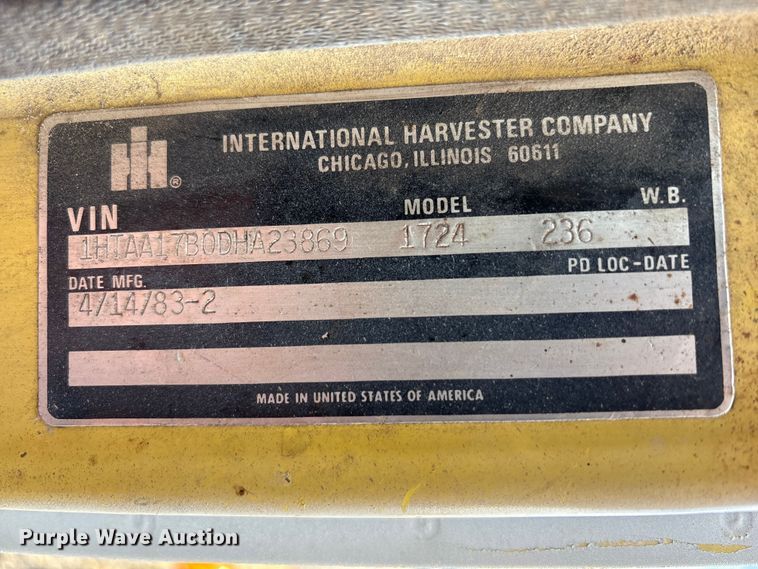 IH®
INTERNATIONAL HARVESTER COMPANY
CHICAGO, ILLINOIS 60611
VIN MODEL W.B.
1HTAA17B0DHA23869 1724 236
DATE MFG. PD LOC-DATE
4/14/83-2
MADE IN UNITED STATES OF AMERICA
Purple Wave Auction